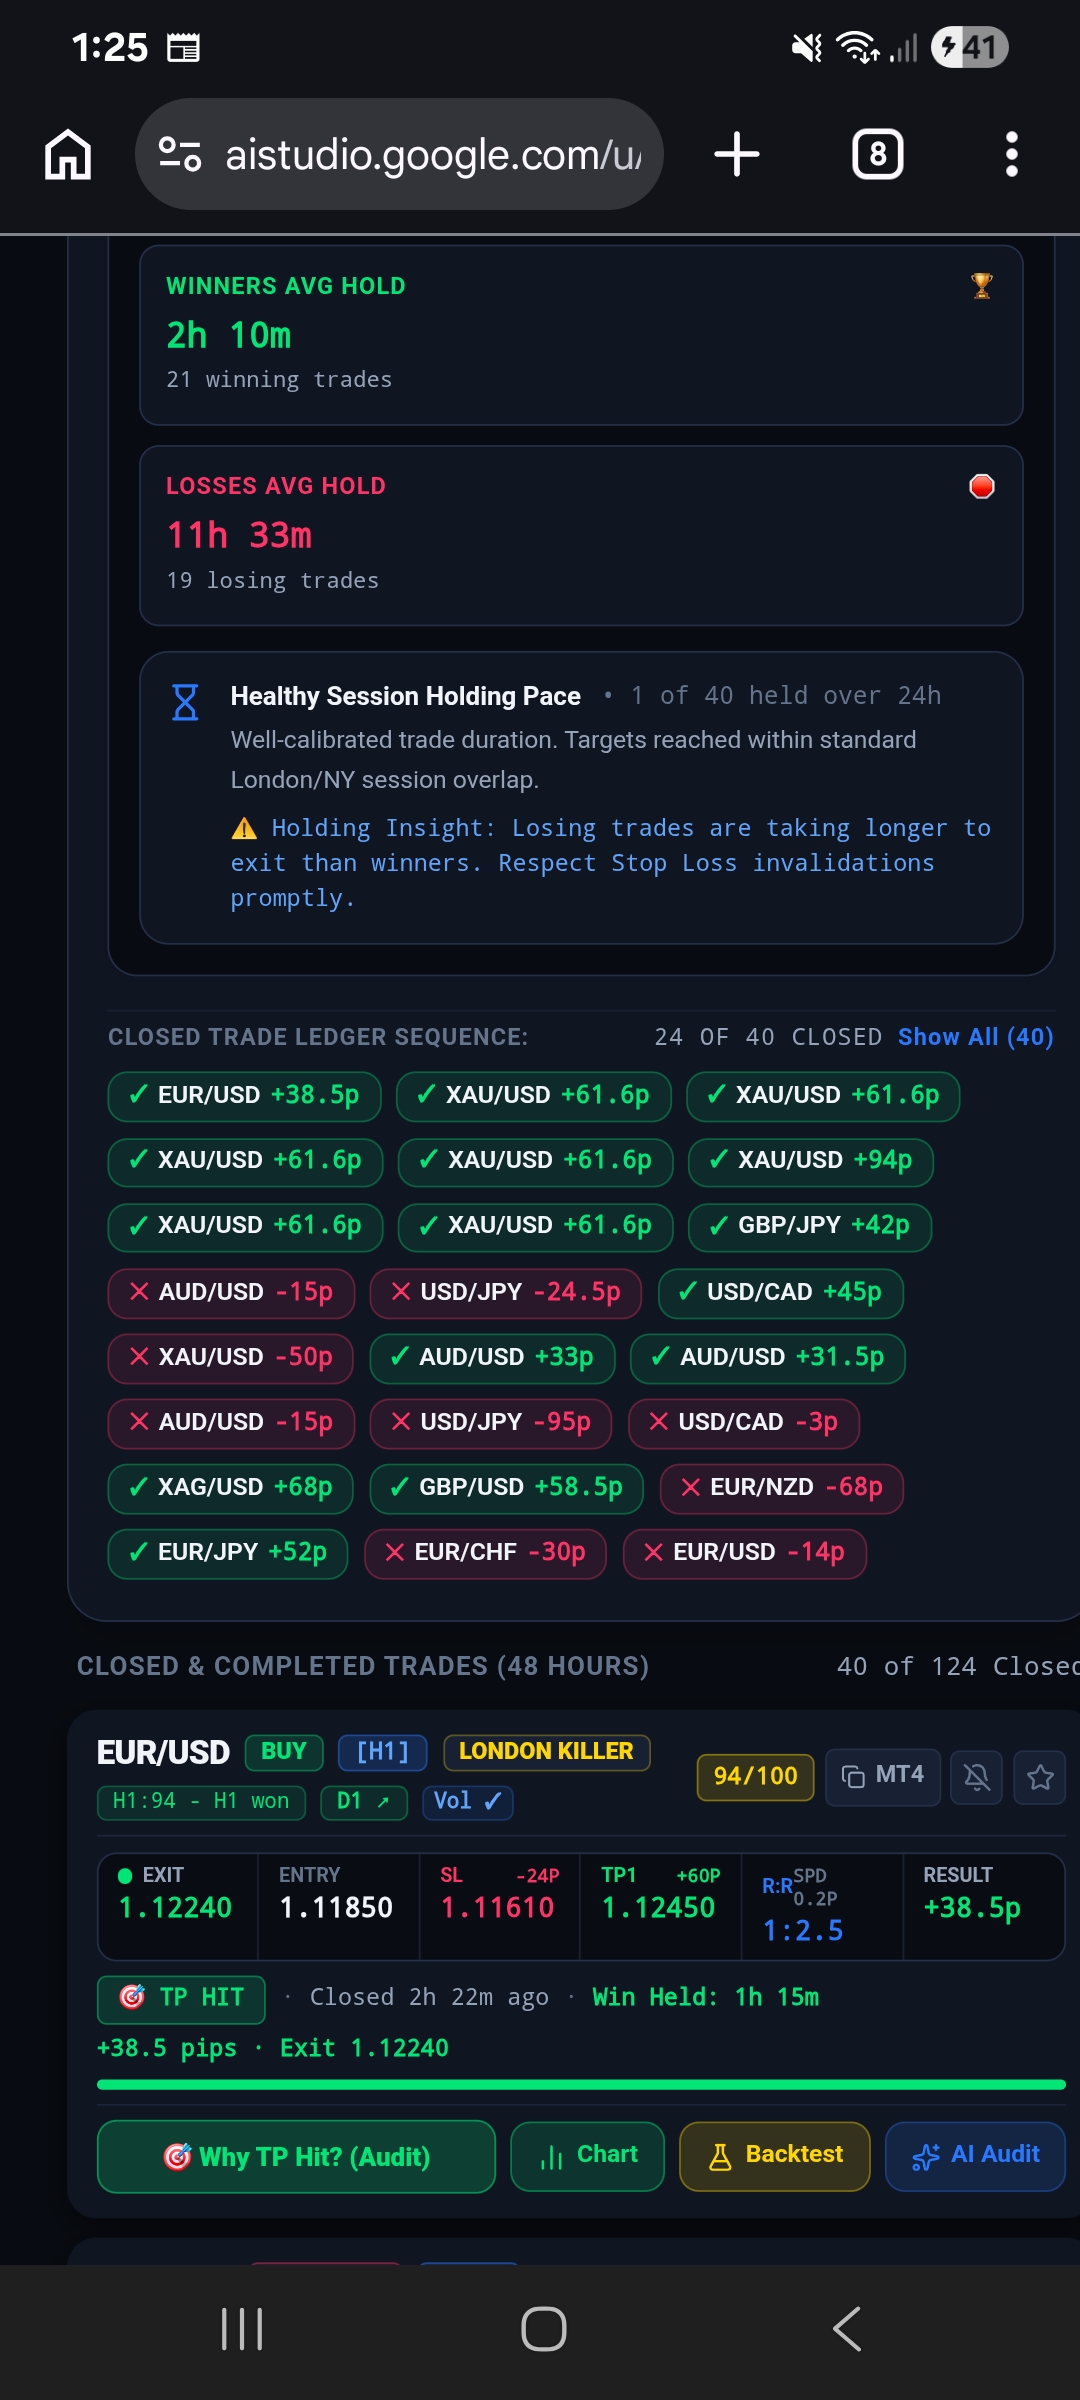 1:25
41
aistudio.google.com/u/
8
WINNERS AVG HOLD
2h 10m
21 winning trades
LOSSES AVG HOLD
11h 33m
19 losing trades
Healthy Session Holding Pace • 1 of 40 held over 24h
Well-calibrated trade duration. Targets reached within standard
London/NY session overlap.
⚠️ Holding Insight: Losing trades are taking longer to
exit than winners. Respect Stop Loss invalidations
promptly.
CLOSED TRADE LEDGER SEQUENCE: 24 OF 40 CLOSED Show All (40)
✓ EUR/USD +38.5p ✓ XAU/USD +61.6p ✓ XAU/USD +61.6p
✓ XAU/USD +61.6p ✓ XAU/USD +61.6p ✓ XAU/USD +94p
✓ XAU/USD +61.6p ✓ XAU/USD +61.6p ✓ GBP/JPY +42p
✕ AUD/USD -15p ✕ USD/JPY -24.5p ✓ USD/CAD +45p
✕ XAU/USD -50p ✓ AUD/USD +33p ✓ AUD/USD +31.5p
✕ AUD/USD -15p ✕ USD/JPY -95p ✕ USD/CAD -3p
✓ XAG/USD +68p ✓ GBP/USD +58.5p ✕ EUR/NZD -68p
✓ EUR/JPY +52p ✕ EUR/CHF -30p ✕ EUR/USD -14p
CLOSED & COMPLETED TRADES (48 HOURS) 40 of 124 Closed
EUR/USD BUY [H1] LONDON KILLER
94/100 MT4
H1:94 - H1 won D1 ↗ Vol ✓
EXIT ENTRY SL -24P TP1 +60P R:R SPD 0.2P RESULT
1.12240 1.11850 1.11610 1.12450 1:2.5 +38.5p
🎯 TP HIT · Closed 2h 22m ago · Win Held: 1h 15m
+38.5 pips · Exit 1.12240
🎯 Why TP Hit? (Audit) Chart Backtest AI Audit